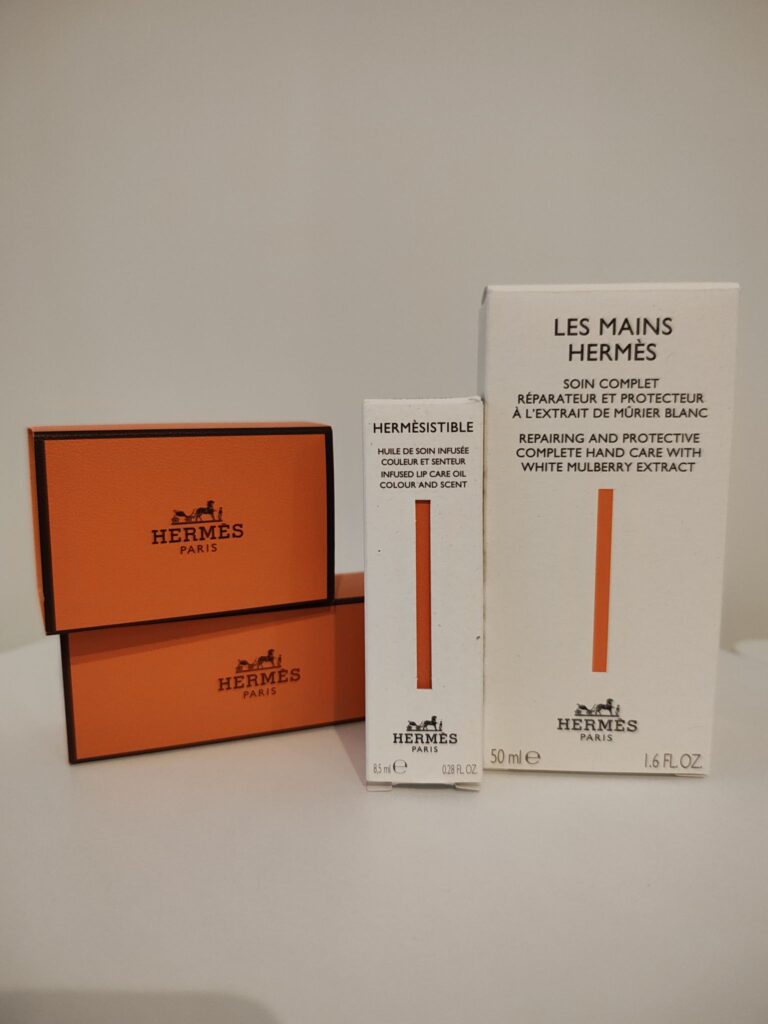 HERMÈS
PARIS
HERMÈS
PARIS
HERMÈSISTIBLE
HUILE DE SOIN INFUSÉE
COULEUR ET SENTEUR
INFUSED LIP CARE OIL
COLOUR AND SCENT
HERMÈS
PARIS
8,5 ml ℮ 0.28 FL. OZ.
LES MAINS
HERMÈS
SOIN COMPLET
RÉPARATEUR ET PROTECTEUR
À L'EXTRAIT DE MÛRIER BLANC
REPAIRING AND PROTECTIVE
COMPLETE HAND CARE WITH
WHITE MULBERRY EXTRACT
HERMÈS
PARIS
50 ml ℮ 1.6 FL. OZ.